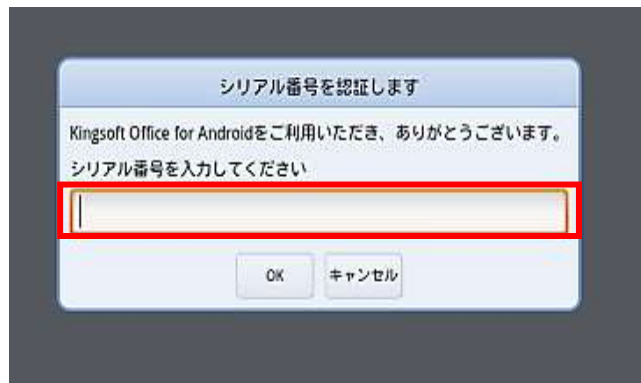 シリアル番号を認証します
Kingsoft Office for Androidをご利用いただき、ありがとうございます。
シリアル番号を入力してください
OK キャンセル